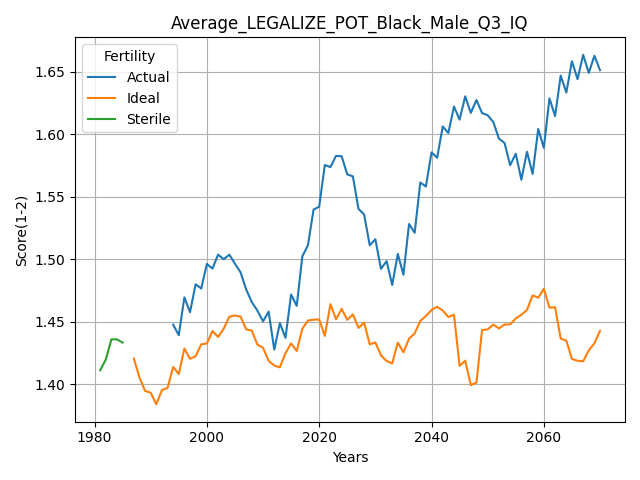 Average_LEGALIZE_POT_Black_Male_Q3_IQ
Fertility
Actual
Ideal
Sterile
Score(1-2)
1.65
1.60
1.55
1.50
1.45
1.40
1980
2000
2020
2040
2060
Years